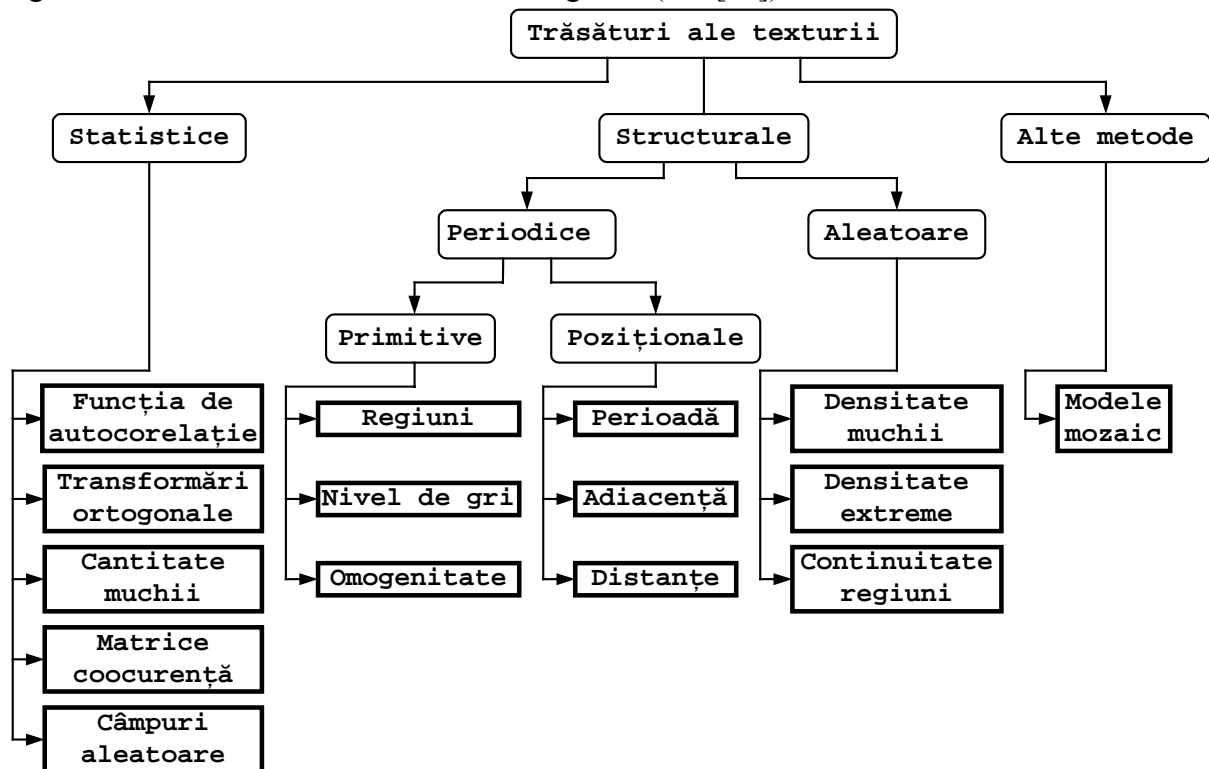 Trăsături ale texturii
Statistice
Structurale
Alte metode
Periodice
Aleatoare
Primitive
Poziționale
Funcția de
autocorelație
Transformări
ortogonale
Cantitate
muchii
Matrice
coocurență
Câmpuri
aleatoare
Regiuni
Nivel de gri
Omogenitate
Perioadă
Adiacență
Distanțe
Densitate
muchii
Densitate
extreme
Continuitate
regiuni
Modele
mozaic